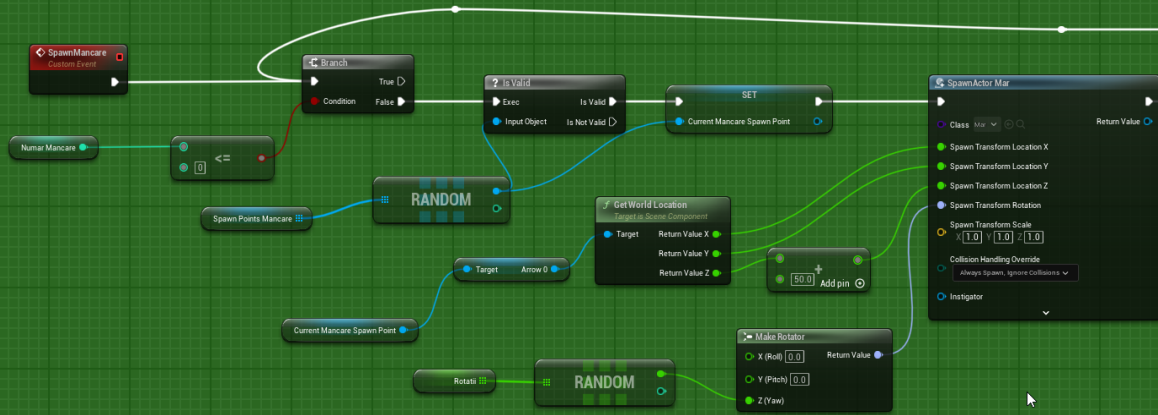 SpawnMancare
Custom Event
Branch
True
Condition
False
Is Valid
Exec
Is Valid
Input Object
Is Not Valid
SET
Current Mancare Spawn Point
SpawnActor Mar
Class
Mar
Return Value
Spawn Transform Location X
Spawn Transform Location Y
Spawn Transform Location Z
Spawn Transform Rotation
Spawn Transform Scale
X 1.0 Y 1.0 Z 1.0
Collision Handling Override
Always Spawn, Ignore Collisions
Instigator
Numar Mancare
0
<=
Spawn Points Mancare
RANDOM
GetWorldLocation
Target is Scene Component
Target
Return Value X
Return Value Y
Return Value Z
Target
Arrow 0
+
50.0
Add pin
Current Mancare Spawn Point
Rotatii
RANDOM
Make Rotator
X (Roll) 0.0
Return Value
Y (Pitch) 0.0
Z (Yaw)